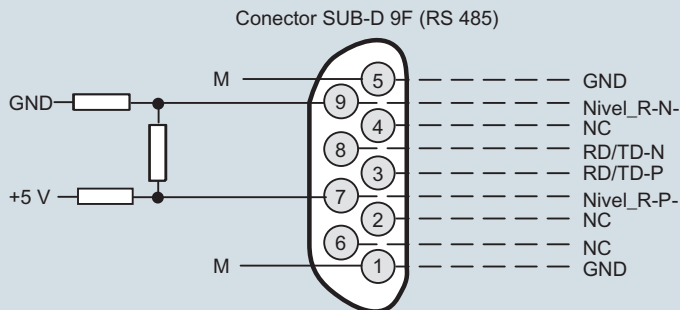 Conector SUB-D 9F (RS 485)
M
5
GND
GND
9
Nivel_R-N-
4
NC
8
RD/TD-N
3
RD/TD-P
+5 V
7
Nivel_R-P-
2
NC
6
NC
M
1
GND